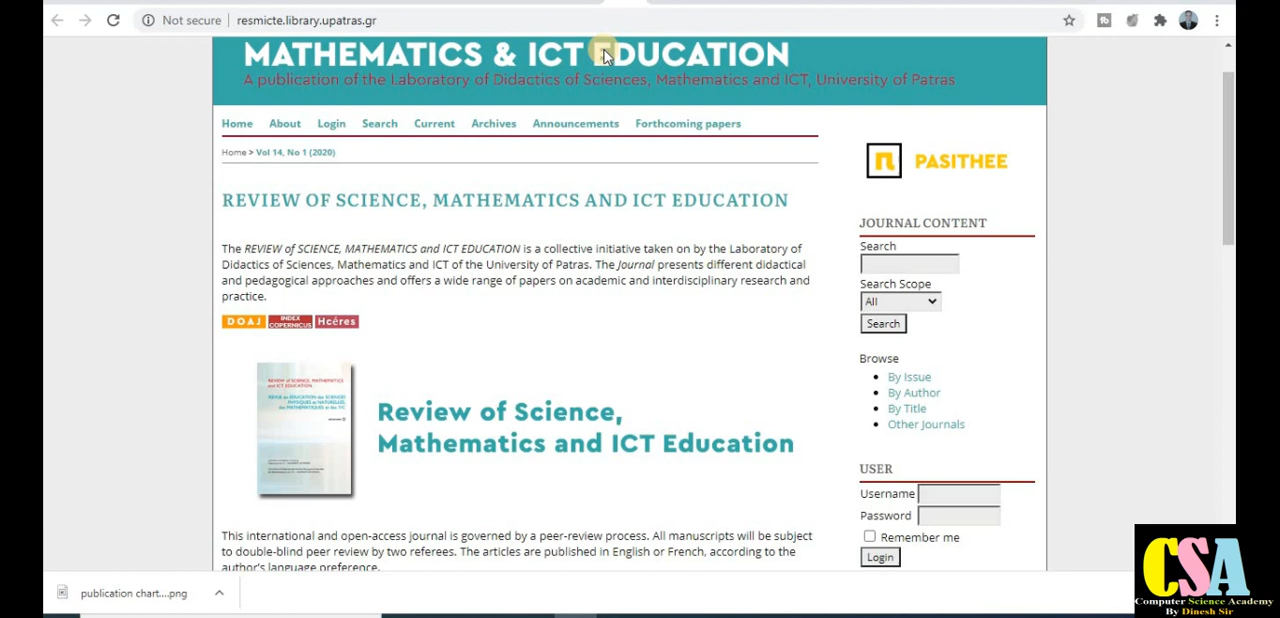 Not secure
resmicte.library.upatras.gr
MATHEMATICS & ICT EDUCATION
A publication of the Laboratory of Didactics of Sciences, Mathematics and ICT, University of Patras
Home About Login Search Current Archives Announcements Forthcoming papers
Home > Vol 14, No 1 (2020)
REVIEW OF SCIENCE, MATHEMATICS AND ICT EDUCATION
The REVIEW of SCIENCE, MATHEMATICS and ICT EDUCATION is a collective initiative taken on by the Laboratory of
Didactics of Sciences, Mathematics and ICT of the University of Patras. The Journal presents different didactical
and pedagogical approaches and offers a wide range of papers on academic and interdisciplinary research and
practice.
DOAJ INDEX COPERNICUS Hcéres
REVIEW of SCIENCE, MATHEMATICS
and ICT EDUCATION
Review of Science,
Mathematics and ICT Education
This international and open-access journal is governed by a peer-review process. All manuscripts will be subject
to double-blind peer review by two referees. The articles are published in English or French, according to the
author's language preference.
PASITHEE
JOURNAL CONTENT
Search
Search Scope
All
Search
Browse
By Issue
By Author
By Title
Other Journals
USER
Username
Password
Remember me
Login
publication chart....png
CSA
Computer Science Academy
By Dinesh Sir